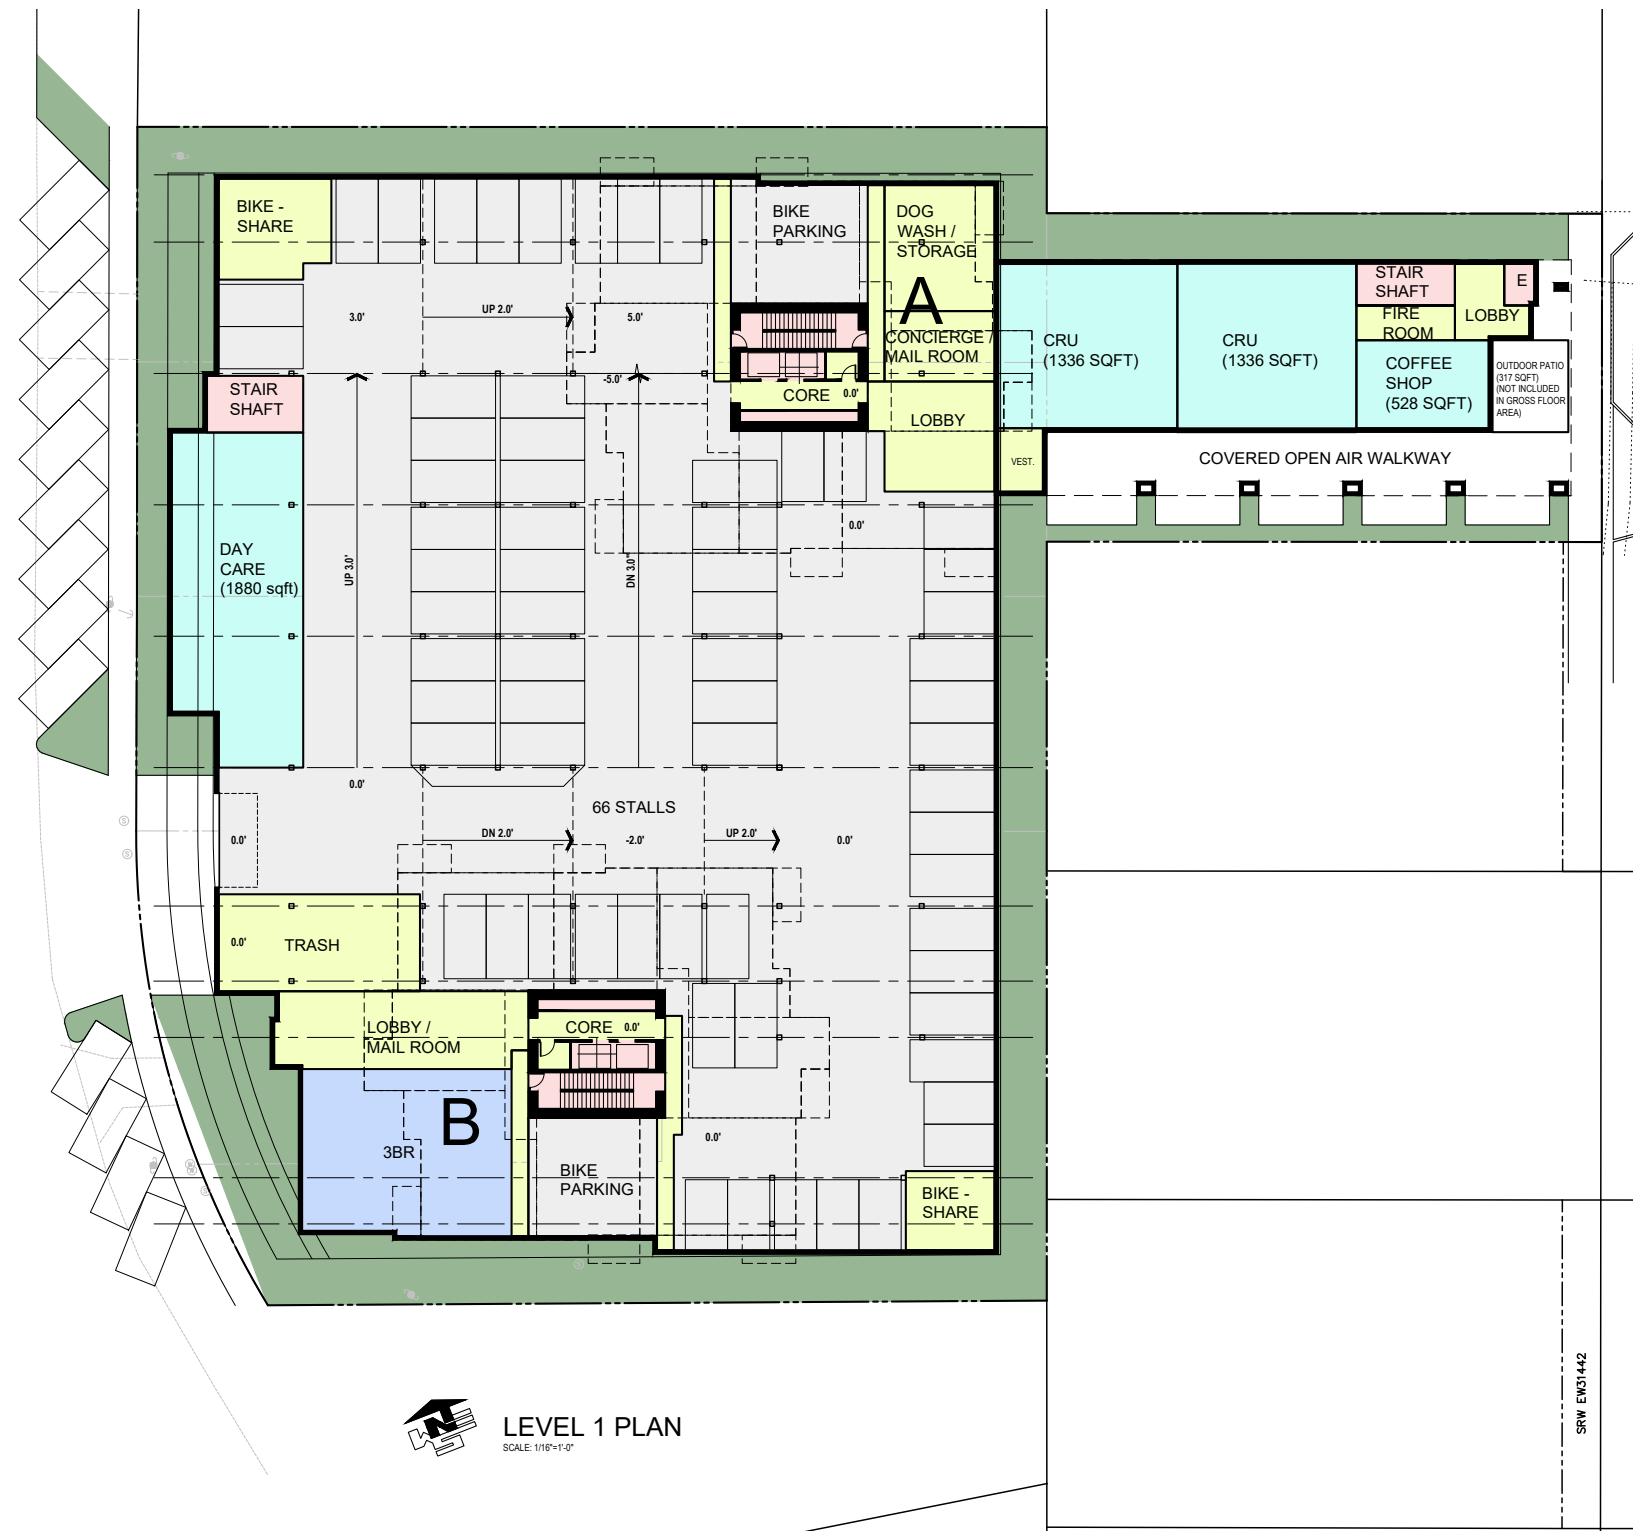 BIKE -
SHARE
BIKE
PARKING
DOG
WASH /
STORAGE
A
CONCIERGE /
MAIL ROOM
STAIR
SHAFT
E
FIRE
ROOM
LOBBY
CRU
(1336 SQFT)
CRU
(1336 SQFT)
COFFEE
SHOP
(528 SQFT)
OUTDOOR PATIO
(317 SQFT)
(NOT INCLUDED
IN GROSS FLOOR
AREA)
3.0'
UP 2.0'
5.0'
-5.0'
CORE
0.0'
LOBBY
STAIR
SHAFT
VEST.
COVERED OPEN AIR WALKWAY
0.0'
DAY
CARE
(1880 sqft)
UP 3.0'
DN 3.0'
0.0'
66 STALLS
0.0'
DN 2.0'
-2.0'
UP 2.0'
0.0'
0.0'
TRASH
LOBBY /
MAIL ROOM
CORE
0.0'
B
3BR
0.0'
BIKE
PARKING
BIKE -
SHARE
N
E
W
S
LEVEL 1 PLAN
SCALE: 1/16"=1'-0"
SRW EW31442